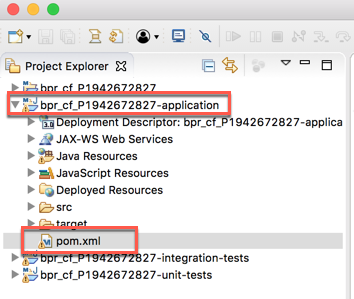 Project Explorer
bpr_cf_P1942672827
bpr_cf_P1942672827-application
Deployment Descriptor: bpr_cf_P1942672827-applica
JAX-WS Web Services
Java Resources
JavaScript Resources
Deployed Resources
src
target
pom.xml
bpr_cf_P1942672827-integration-tests
bpr_cf_P1942672827-unit-tests